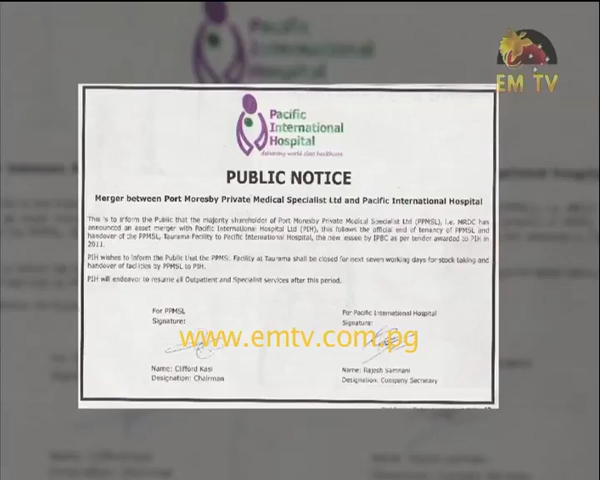 EM TV
Pacific
International
Hospital
delivering world class healthcare
PUBLIC NOTICE
Merger between Port Moresby Private Medical Specialist Ltd and Pacific International Hospital
This is to inform the Public that the majority shareholder of Port Moresby Private Medical Specialist Ltd (PPMSL), i.e. MRDC has
announced an asset merger with Pacific International Hospital Ltd (PIH), this follows the official end of tenancy of PPMSL and
handover of the PPMSL, Taurama Facility to Pacific International Hospital, the new lessee by IPBC as per tender awarded to PIH in
2011.
PIH wishes to inform the Public that the PPMSL Facility at Taurama shall be closed for next seven working days for stock taking and
handover of facilities by PPMSL to PIH.
PIH will endeavor to resume all Outpatient and Specialist services after this period.
For PPMSL
Signature:
For Pacific International Hospital
Signature:
www.emtv.com.pg
Name: Clifford Kasi
Designation: Chairman
Name: Rajesh Samnani
Designation: Company Secretary